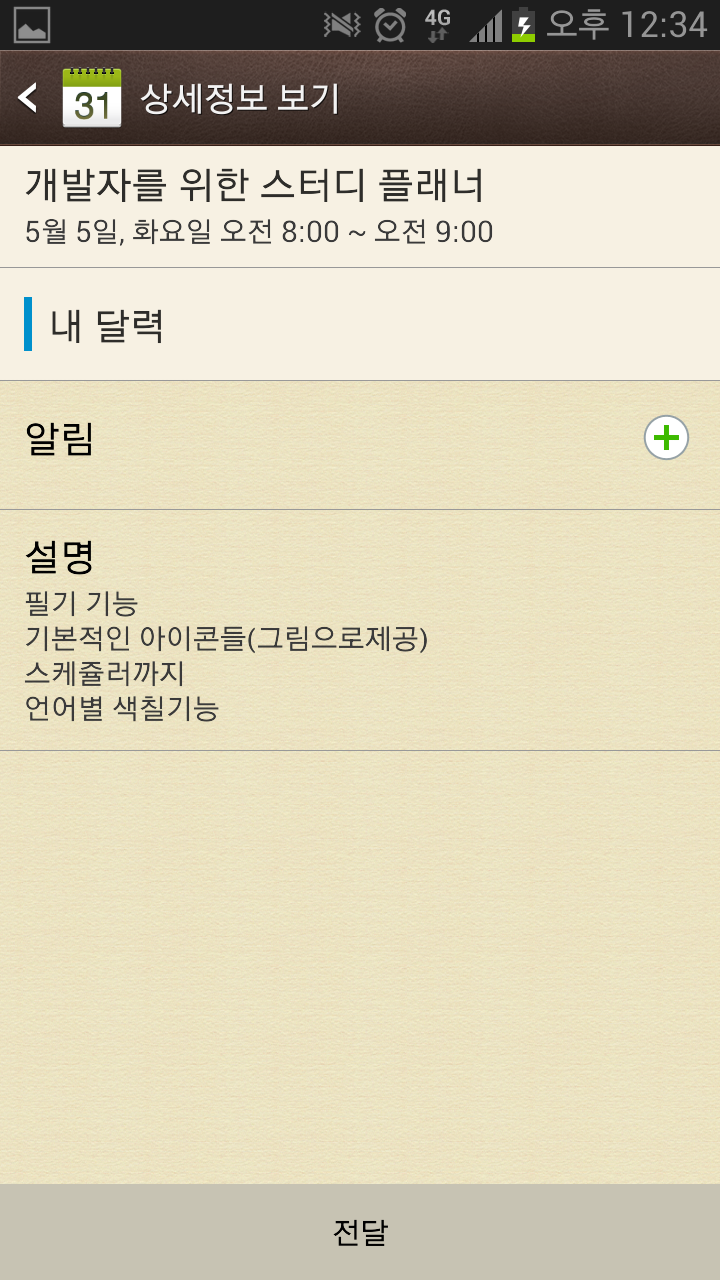 4G 오후 12:34
31 상세정보 보기
개발자를 위한 스터디 플래너
5월 5일, 화요일 오전 8:00 ~ 오전 9:00
내 달력
알림
설명
필기 기능
기본적인 아이콘들(그림으로제공)
스케쥴러까지
언어별 색칠기능
전달